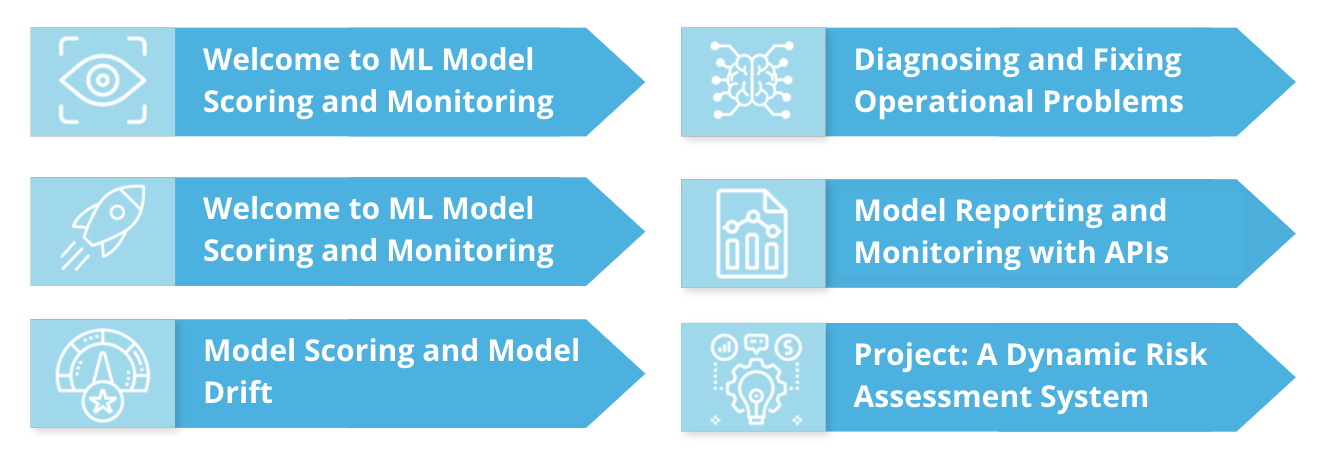 Welcome to ML Model
Scoring and Monitoring
Welcome to ML Model
Scoring and Monitoring
Model Scoring and Model
Drift
Diagnosing and Fixing
Operational Problems
Model Reporting and
Monitoring with APIs
Project: A Dynamic Risk
Assessment System